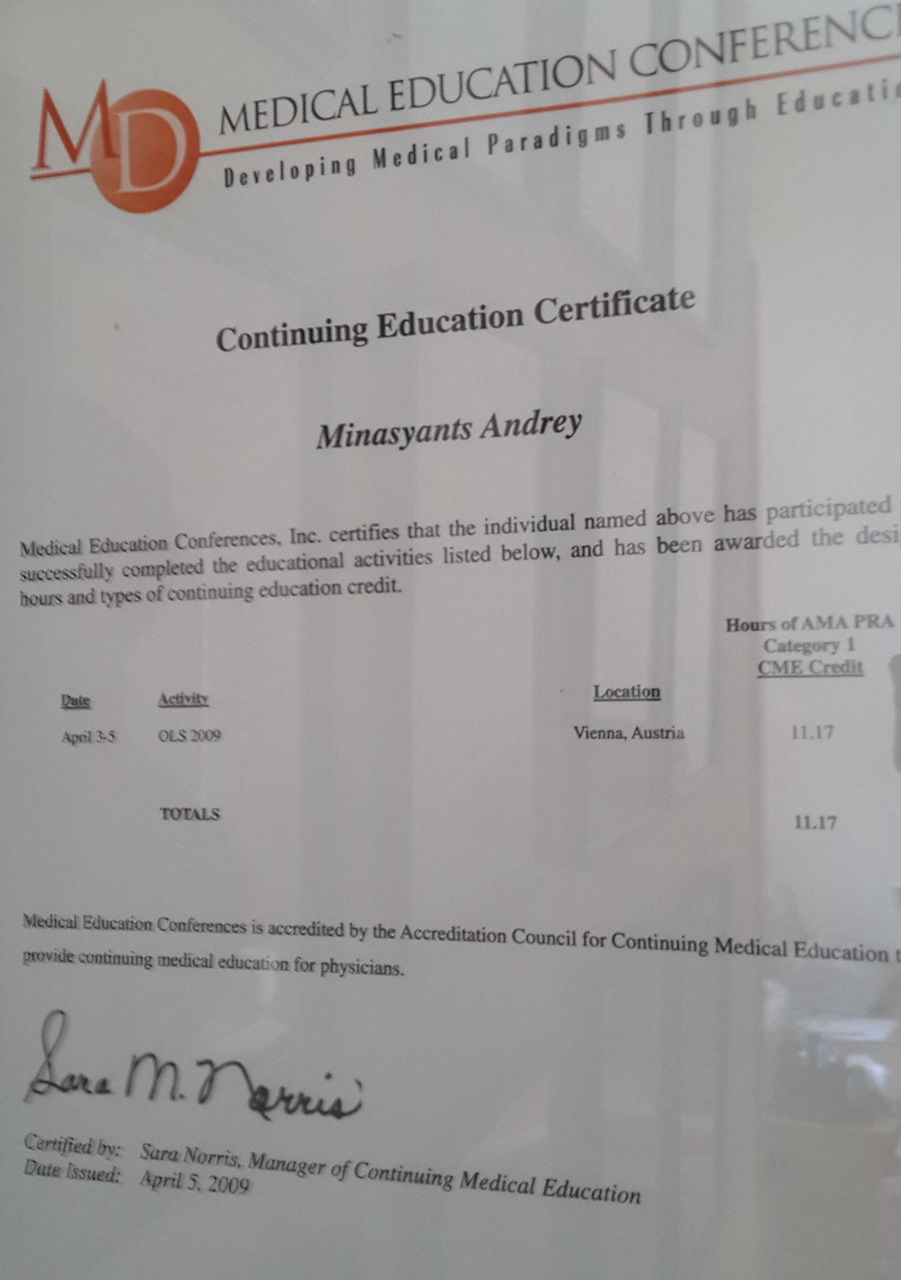 MD
MEDICAL EDUCATION CONFERENC
Developing Medical Paradigms Through Educati
Continuing Education Certificate
Minasyants Andrey
Medical Education Conferences, Inc. certifies that the individual named above has participated
successfully completed the educational activities listed below, and has been awarded the desi
hours and types of continuing education credit.
Hours of AMA PRA
Category 1
CME Credit
Date Activity Location
April 3-5 OLS 2009 Vienna, Austria 11.17
TOTALS 11.17
Medical Education Conferences is accredited by the Accreditation Council for Continuing Medical Education t
provide continuing medical education for physicians.
Sara M. Norris
Certified by: Sara Norris, Manager of Continuing Medical Education
Date Issued: April 5, 2009